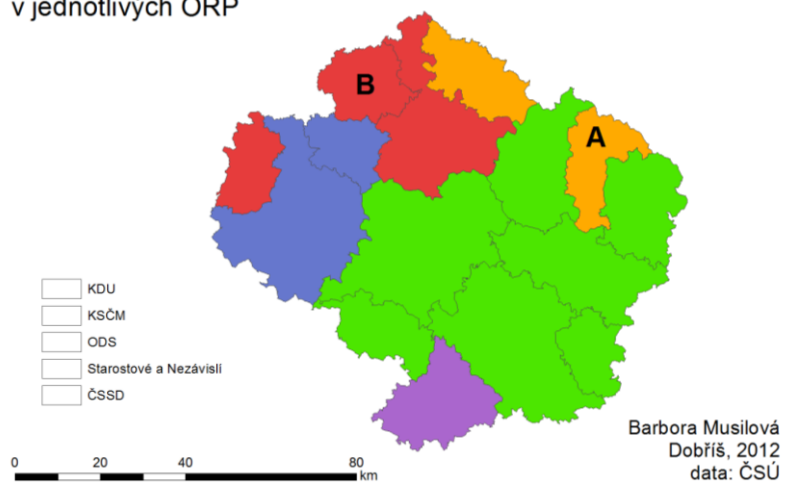 v jednotlivých ORP
B
A
KDU
KSČM
ODS
Starostové a Nezávislí
ČSSD
0 20 40 80 km
Barbora Musilová
Dobříš, 2012
data: ČSÚ